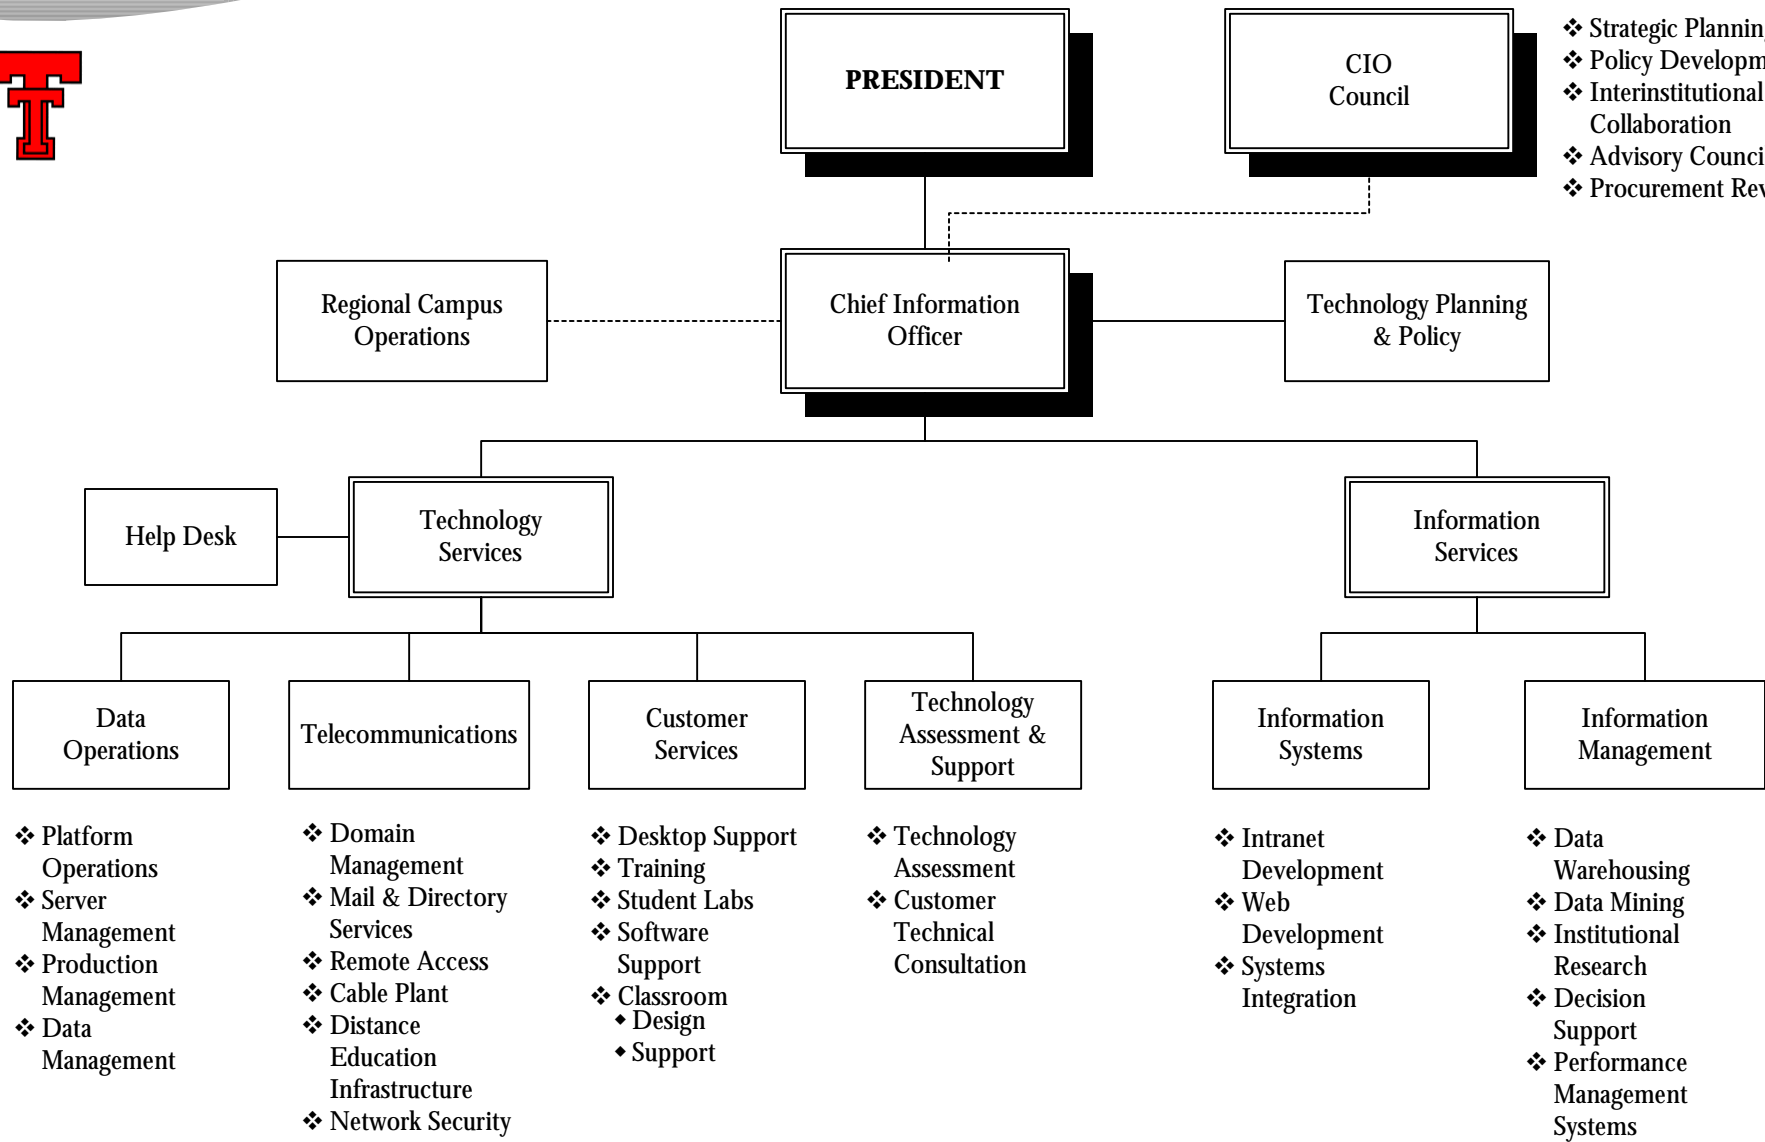 PRESIDENT
CIO
Council
❖ Strategic
❖ Policy
❖ Interinstitutional
Collaboration
❖ Advisory
❖ Procurement
Regional Campus
Operations
Chief Information
Officer
Technology Planning
& Policy
Help Desk
Technology
Services
Information
Services
Data
Operations
Telecommunications
Customer
Services
Technology
Assessment &
Support
Information
Systems
Information
Management
❖ Platform
Operations
❖ Server
Management
❖ Production
Management
❖ Data
Management
❖ Domain
Management
❖ Mail & Directory
Services
❖ Remote Access
❖ Cable Plant
❖ Distance
Education
Infrastructure
❖ Network Security
❖ Desktop Support
❖ Training
❖ Student Labs
❖ Software
Support
❖ Classroom
◆ Design
◆ Support
❖ Technology
Assessment
❖ Customer
Technical
Consultation
❖ Intranet
Development
❖ Web
Development
❖ Systems
Integration
❖ Data
Warehousing
❖ Data Mining
❖ Institutional
Research
❖ Decision
Support
❖ Performance
Management
Systems